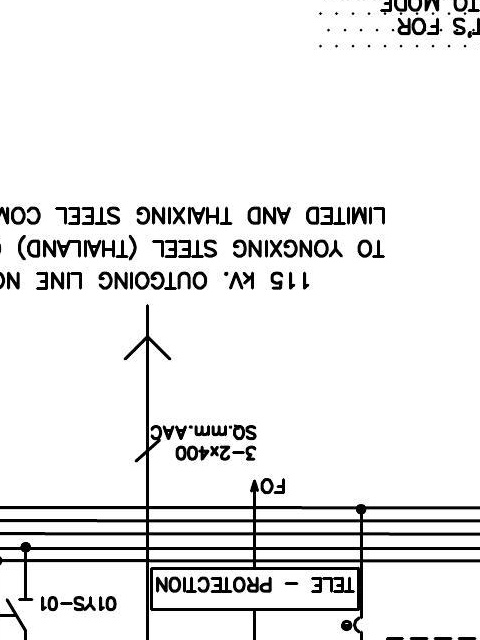 01YS-01
TELE - PROTECTION
FO
3-2x400
SQ.mm.AAC
115 kV. OUTGOING LINE NO
TO YONGXING STEEL (THAILAND)
LIMITED AND THAIXING STEEL COM
T'S FOR
TO MODE